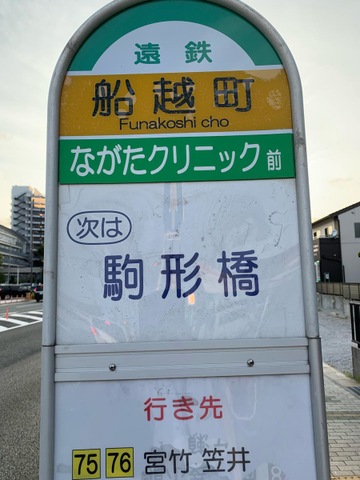 遠鉄
船越町
Funakoshi cho
ながたクリニック前
次は
駒形橋
行き先
75 76 宮竹 笠井